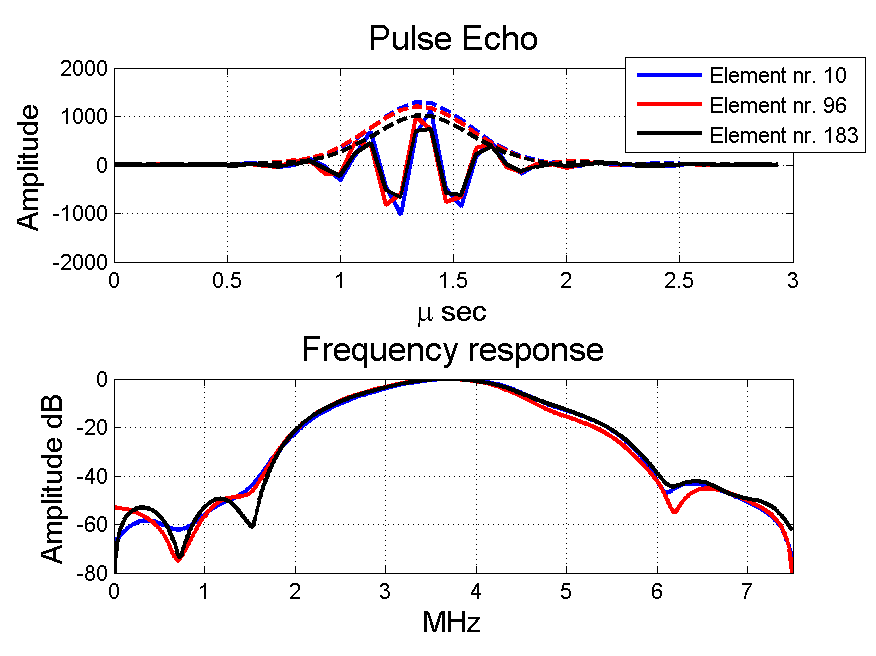 Pulse Echo
Amplitude
2000
1000
0
-1000
-2000
0 0.5 1 1.5 2 2.5 3
μ sec
Element nr. 10
Element nr. 96
Element nr. 183
Frequency response
Amplitude dB
0
-20
-40
-60
-80
0 1 2 3 4 5 6 7
MHz